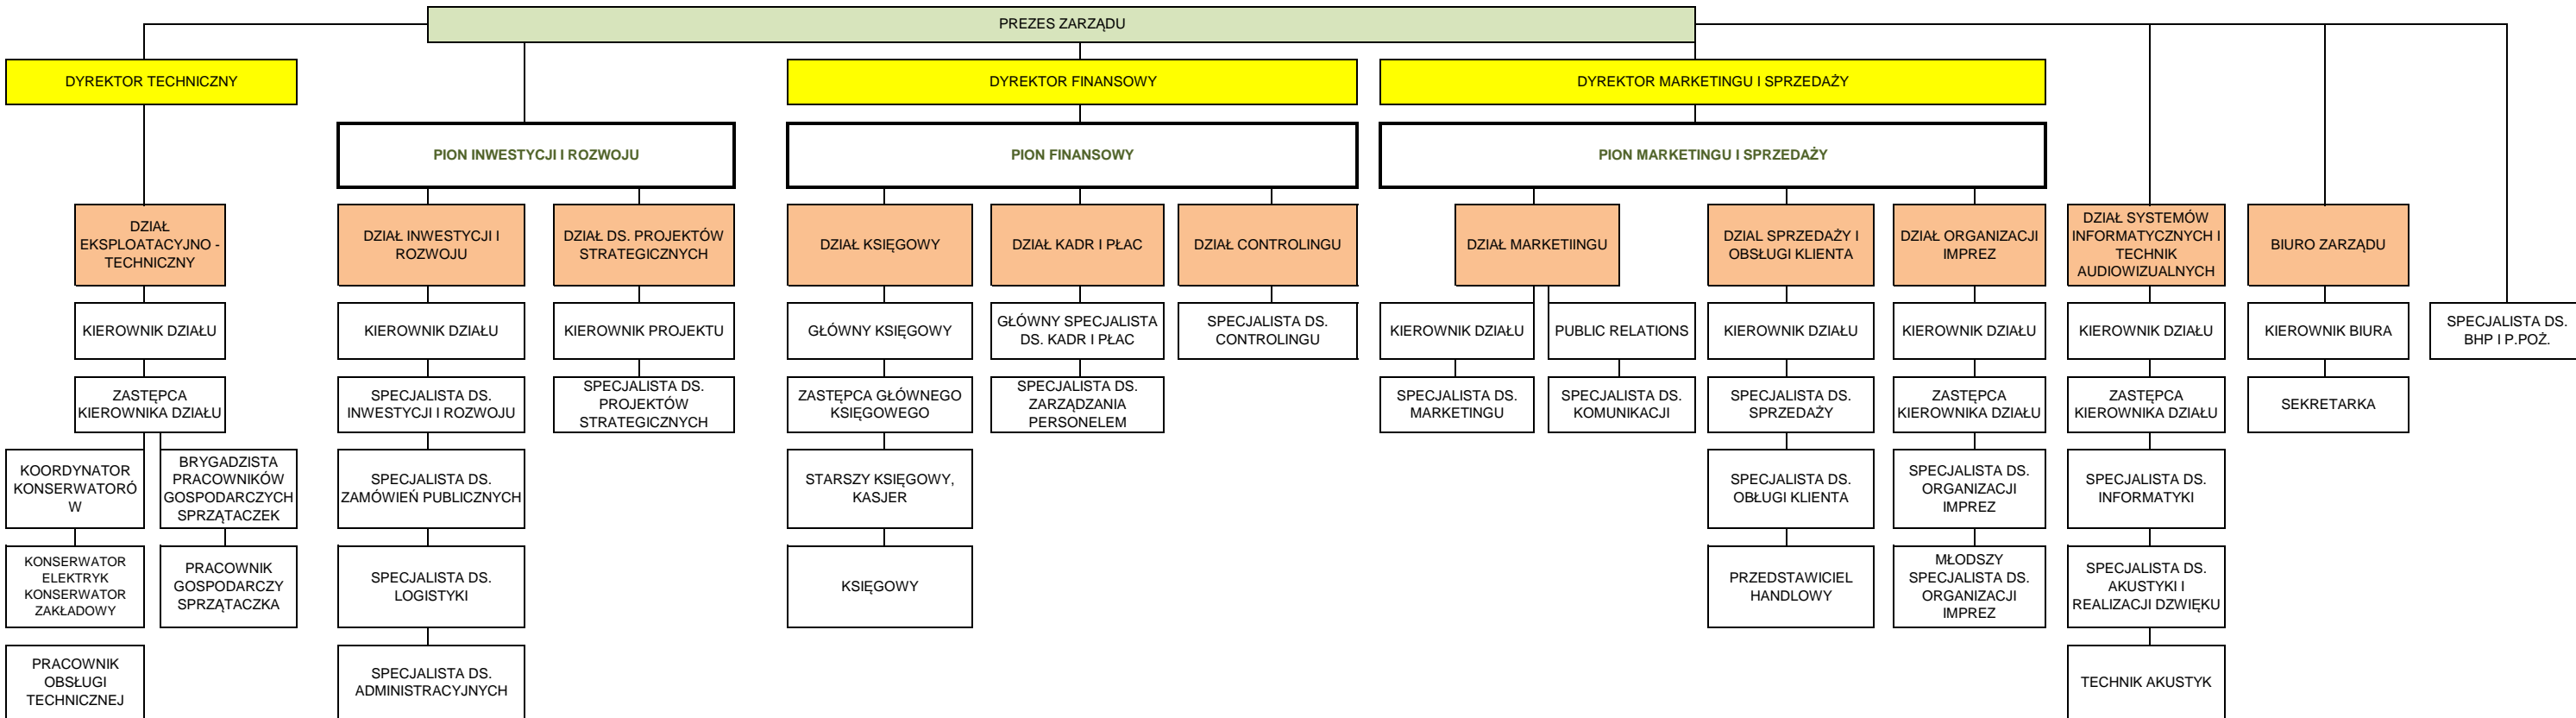 PREZES ZARZĄDU
DYREKTOR TECHNICZNY
DYREKTOR FINANSOWY
DYREKTOR MARKETINGU I SPRZEDAŻY
PION INWESTYCJI I ROZWOJU
PION FINANSOWY
PION MARKETINGU I SPRZEDAŻY
DZIAŁ
EKSPLOATACYJNO -
TECHNICZNY
DZIAŁ INWESTYCJI I
ROZWOJU
DZIAŁ DS. PROJEKTÓW
STRATEGICZNYCH
DZIAŁ KSIĘGOWY
DZIAŁ KADR I PŁAC
DZIAŁ CONTROLINGU
DZIAŁ MARKETIINGU
DZIAL SPRZEDAŻY I
OBSŁUGI KLIENTA
DZIAŁ ORGANIZACJI
IMPREZ
DZIAŁ SYSTEMÓW
INFORMATYCZNYCH I
TECHNIK
AUDIOWIZUALNYCH
BIURO ZARZĄDU
KIEROWNIK DZIAŁU
KIEROWNIK DZIAŁU
KIEROWNIK PROJEKTU
GŁÓWNY KSIĘGOWY
GŁÓWNY SPECJALISTA
DS. KADR I PŁAC
SPECJALISTA DS.
CONTROLINGU
KIEROWNIK DZIAŁU
PUBLIC RELATIONS
KIEROWNIK DZIAŁU
KIEROWNIK DZIAŁU
KIEROWNIK DZIAŁU
KIEROWNIK BIURA
SPECJALISTA DS.
BHP I P.POŻ.
ZASTĘPCA
KIEROWNIKA DZIAŁU
SPECJALISTA DS.
INWESTYCJI I ROZWOJU
SPECJALISTA DS.
PROJEKTÓW
STRATEGICZNYCH
ZASTĘPCA GŁÓWNEGO
KSIĘGOWEGO
SPECJALISTA DS.
ZARZĄDZANIA
PERSONELEM
SPECJALISTA DS.
MARKETINGU
SPECJALISTA DS.
KOMUNIKACJI
SPECJALISTA DS.
SPRZEDAŻY
ZASTĘPCA
KIEROWNIKA DZIAŁU
ZASTĘPCA
KIEROWNIKA DZIAŁU
SEKRETARKA
KOORDYNATOR
KONSERWATORÓ
W
BRYGADZISTA
PRACOWNIKÓW
GOSPODARCZYCH
SPRZĄTACZEK
SPECJALISTA DS.
ZAMÓWIEŃ PUBLICZNYCH
STARSZY KSIĘGOWY,
KASJER
SPECJALISTA DS.
OBŁUGI KLIENTA
SPECJALISTA DS.
ORGANIZACJI
IMPREZ
SPECJALISTA DS.
INFORMATYKI
KONSERWATOR
ELEKTRYK
KONSERWATOR
ZAKŁADOWY
PRACOWNIK
GOSPODARCZY
SPRZĄTACZKA
SPECJALISTA DS.
LOGISTYKI
KSIĘGOWY
PRZEDSTAWICIEL
HANDLOWY
MŁODSZY
SPECJALISTA DS.
ORGANIZACJI
IMPREZ
SPECJALISTA DS.
AKUSTYKI I
REALIZACJI DZWIĘKU
PRACOWNIK
OBSŁUGI
TECHNICZNEJ
SPECJALISTA DS.
ADMINISTRACYJNYCH
TECHNIK AKUSTYK